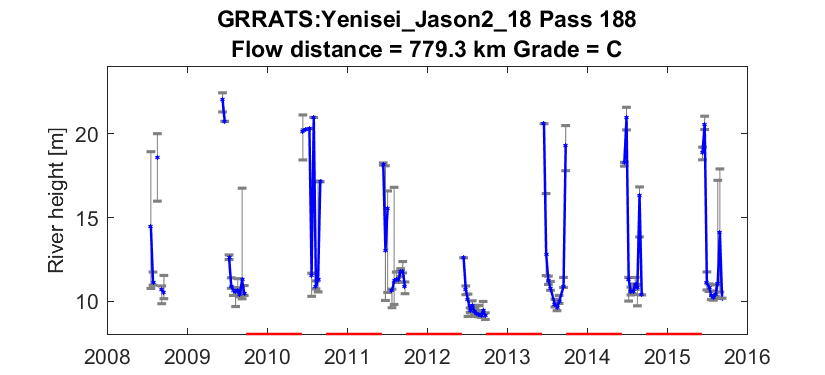 GRRATS:Yenisei_Jason2_18 Pass 188
Flow distance = 779.3 km Grade = C
River height [m]
20
15
10
2008 2009 2010 2011 2012 2013 2014 2015 2016